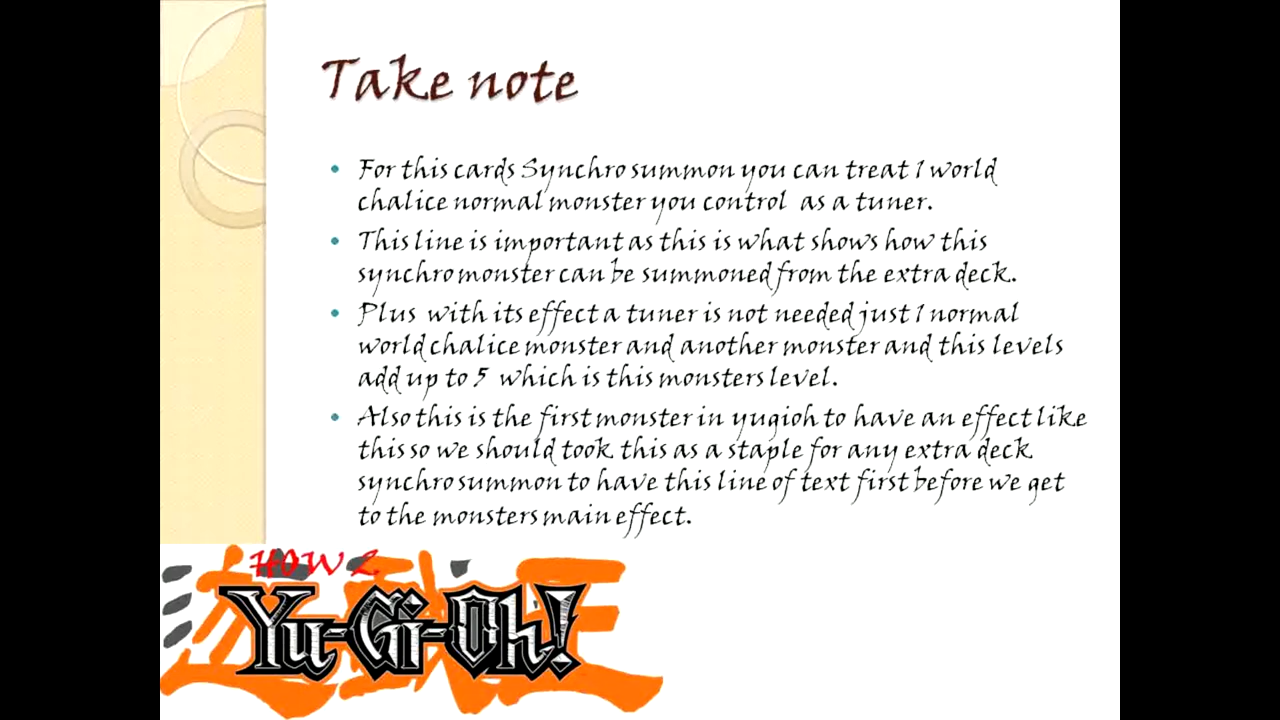 Take note
• For this cards Synchro summon you can treat 1 world
chalice normal monster you control as a tuner.
• This line is important as this is what shows how this
synchro monster can be summoned from the extra deck.
• Plus with its effect a tuner is not needed just 1 normal
world chalice monster and another monster and this levels
add up to 5 which is this monsters level.
• Also this is the first monster in yugioh to have an effect like
this so we should took this as a staple for any extra deck
synchro summon to have this line of text first before we get
to the monsters main effect.
HOW 2
Yu-Gi-Oh!